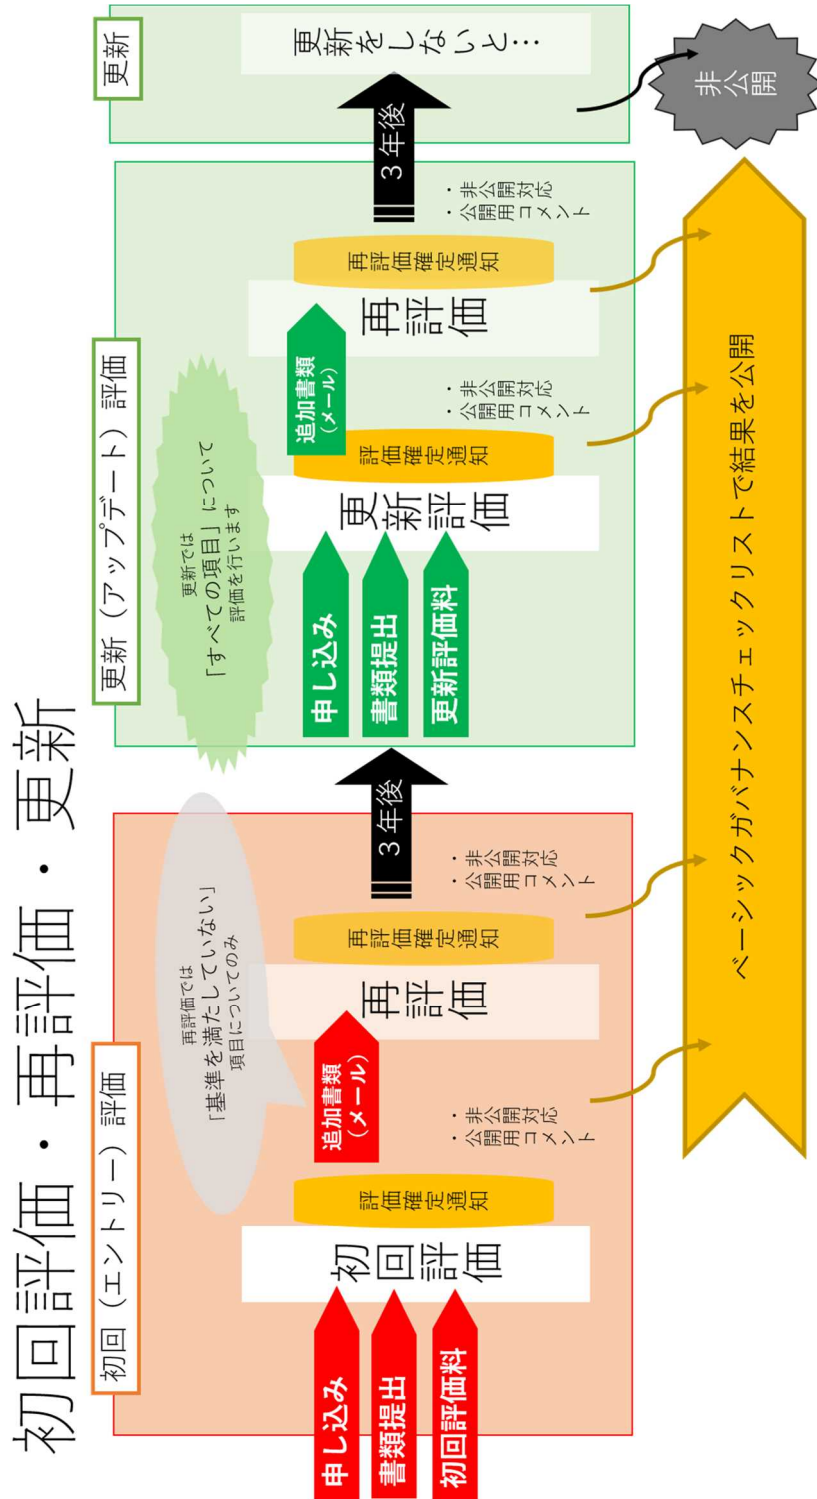 初回評価・再評価・更新
初回（エントリー）評価
再評価では
「基準を満たしていない」
項目についてのみ
申し込み
書類提出
初回評価料
初回評価
評価確定通知
・非公開対応
・公開用コメント
追加書類
（メール）
再評価
再評価確定通知
・非公開対応
・公開用コメント
3年後
更新（アップデート）評価
更新では
「すべての項目」について
評価を行います
申し込み
書類提出
更新評価料
更新評価
評価確定通知
・非公開対応
・公開用コメント
追加書類
（メール）
再評価
再評価確定通知
・非公開対応
・公開用コメント
3年後
更新
更新をしないと…
非
公開
ベーシックガバナンスチェックリストで結果を公開